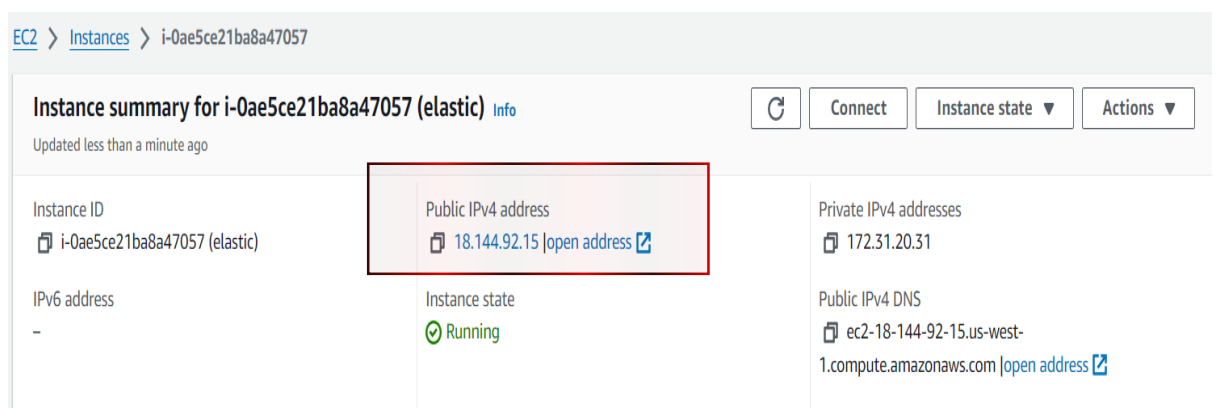 EC2 > Instances > i-0ae5ce21ba8a47057
Instance summary for i-0ae5ce21ba8a47057 (elastic) Info
Connect
Instance state ▼
Actions ▼
Updated less than a minute ago
Instance ID
i-0ae5ce21ba8a47057 (elastic)
Public IPv4 address
18.144.92.15 |open address
Private IPv4 addresses
172.31.20.31
IPv6 address
–
Instance state
Running
Public IPv4 DNS
ec2-18-144-92-15.us-west-
1.compute.amazonaws.com |open address